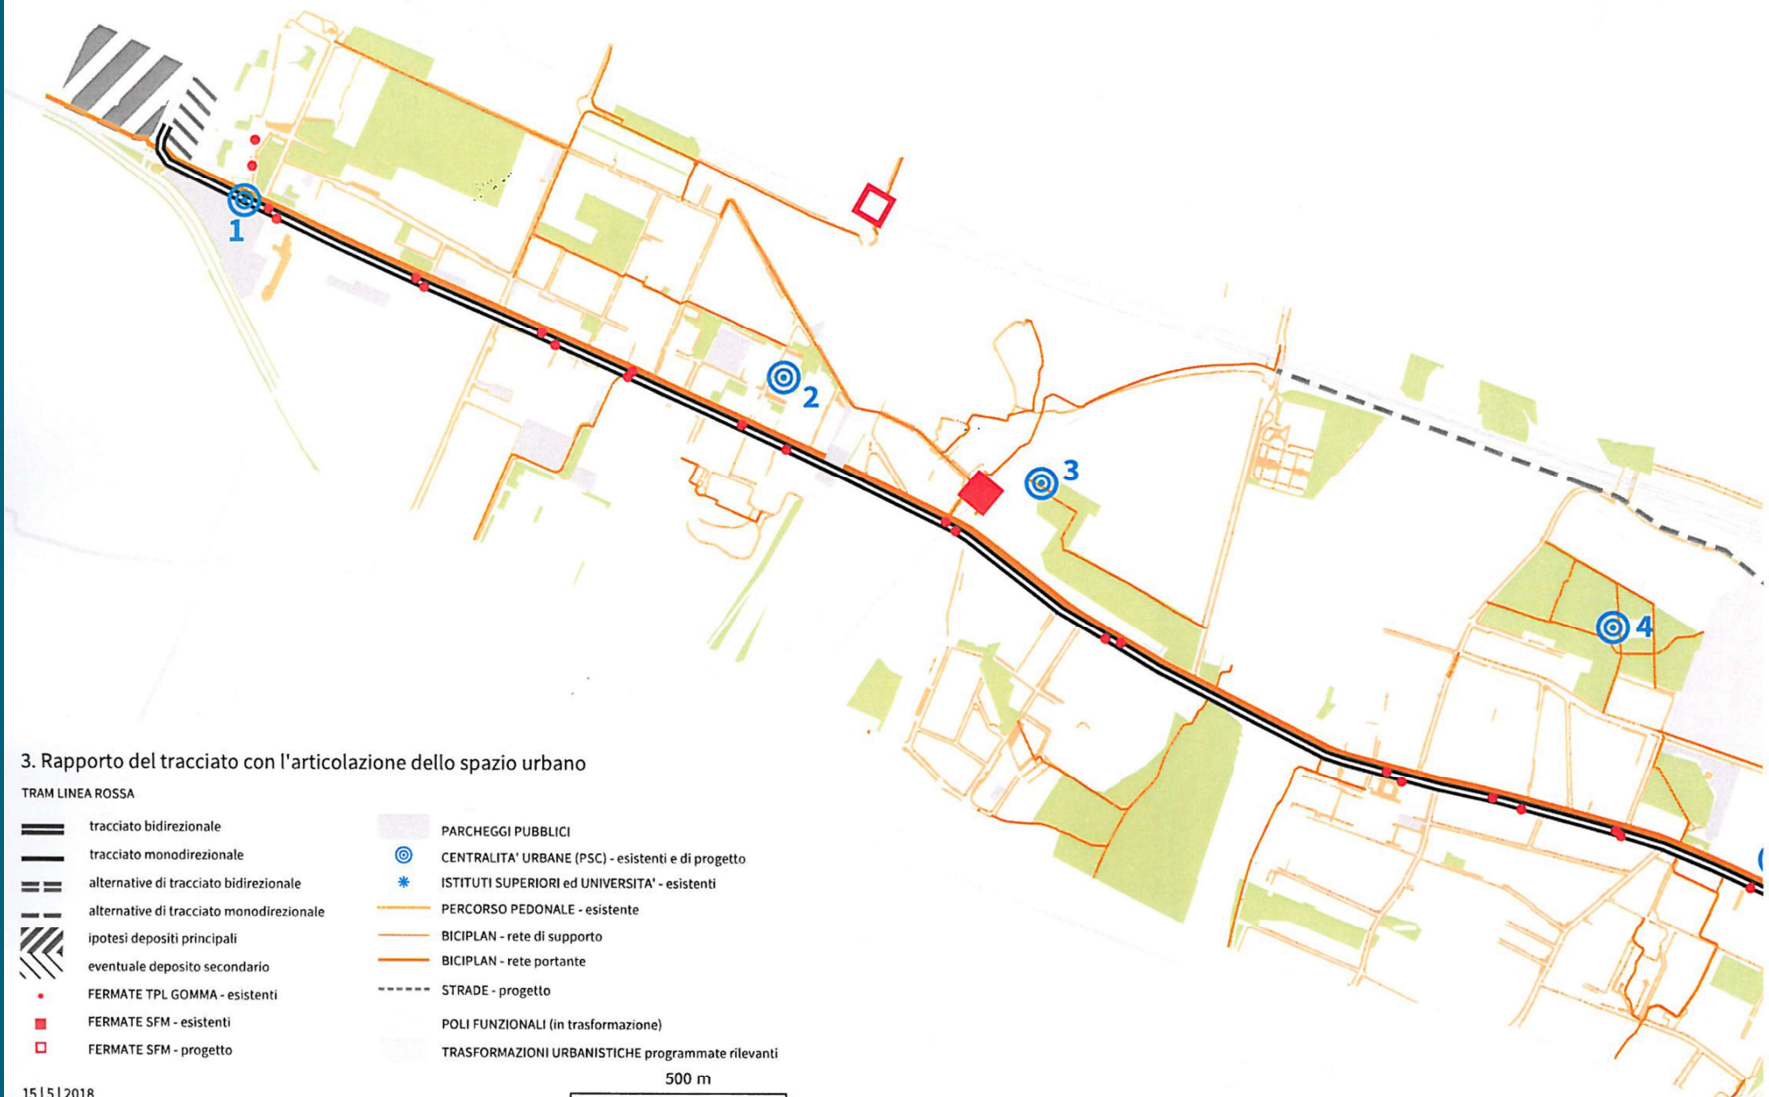 1
2
3
4
3. Rapporto del tracciato con l'articolazione dello spazio urbano
TRAM LINEA ROSSA
tracciato bidirezionale
tracciato monodirezionale
alternative di tracciato bidirezionale
alternative di tracciato monodirezionale
ipotesi depositi principali
eventuale deposito secondario
FERMATE TPL GOMMA - esistenti
FERMATE SFM - esistenti
FERMATE SFM - progetto
PARCHEGGI PUBBLICI
CENTRALITA' URBANE (PSC) - esistenti e di progetto
ISTITUTI SUPERIORI ed UNIVERSITA' - esistenti
PERCORSO PEDONALE - esistente
BICIPLAN - rete di supporto
BICIPLAN - rete portante
STRADE - progetto
POLI FUNZIONALI (in trasformazione)
TRASFORMAZIONI URBANISTICHE programmate rilevanti
500 m
15|5|2018